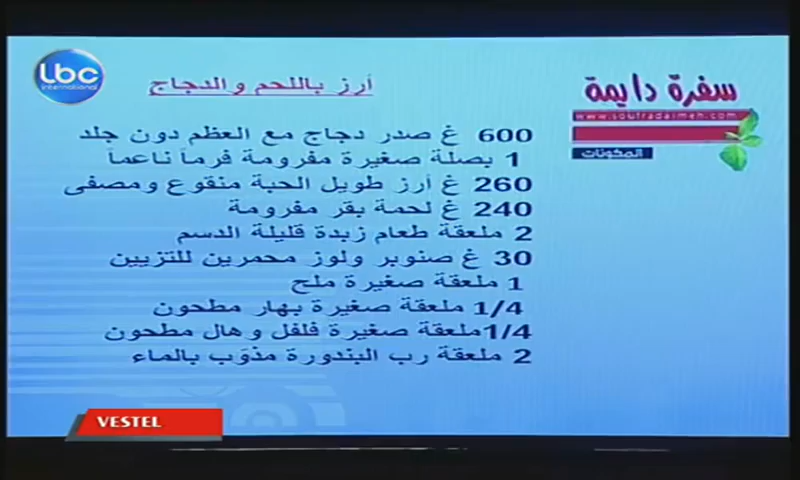 lbc
international
أرز باللحم والدجاج
سفرة دايمة
www.soufradaimeh.com
المكونات
600 غ صدر دجاج مع العظم دون جلد
1 بصلة صغيرة مفرومة فرماً ناعماً
260 غ أرز طويل الحبة منقوع ومصفى
240 غ لحمة بقر مفرومة
2 ملعقة طعام زبدة قليلة الدسم
30 غ صنوبر ولوز محمرين للتزيين
1 ملعقة صغيرة ملح
1/4 ملعقة صغيرة بهار مطحون
1/4ملعقة صغيرة فلفل وهال مطحون
2 ملعقة رب البندورة مذوّب بالماء
VESTEL